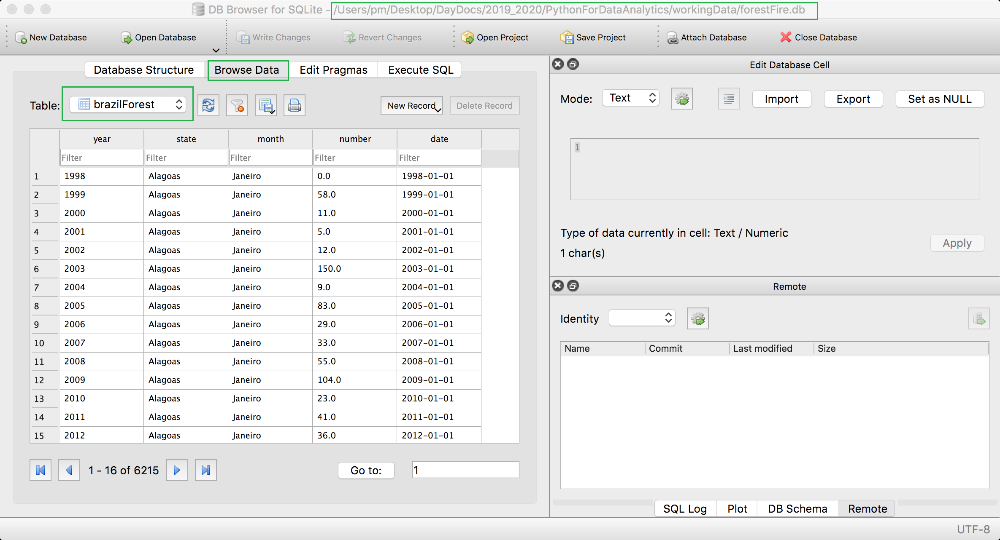 DB Browser for SQLite - /Users/pm/Desktop/DayDocs/2019_2020/PythonForDataAnalytics/workingData/forestFire.db
New Database Open Database Write Changes Revert Changes Open Project Save Project Attach Database Close Database
Database Structure Browse Data Edit Pragmas Execute SQL
Table: brazilForest New Record Delete Record
year state month number date
Filter Filter Filter Filter Filter
1 1998 Alagoas Janeiro 0.0 1998-01-01
2 1999 Alagoas Janeiro 58.0 1999-01-01
3 2000 Alagoas Janeiro 11.0 2000-01-01
4 2001 Alagoas Janeiro 5.0 2001-01-01
5 2002 Alagoas Janeiro 12.0 2002-01-01
6 2003 Alagoas Janeiro 150.0 2003-01-01
7 2004 Alagoas Janeiro 9.0 2004-01-01
8 2005 Alagoas Janeiro 83.0 2005-01-01
9 2006 Alagoas Janeiro 29.0 2006-01-01
10 2007 Alagoas Janeiro 33.0 2007-01-01
11 2008 Alagoas Janeiro 55.0 2008-01-01
12 2009 Alagoas Janeiro 104.0 2009-01-01
13 2010 Alagoas Janeiro 23.0 2010-01-01
14 2011 Alagoas Janeiro 41.0 2011-01-01
15 2012 Alagoas Janeiro 36.0 2012-01-01
1 - 16 of 6215 Go to: 1
Edit Database Cell
Mode: Text Import Export Set as NULL
1
Type of data currently in cell: Text / Numeric
1 char(s)
Apply
Remote
Identity
Name Commit Last modified Size
SQL Log Plot DB Schema Remote
UTF-8